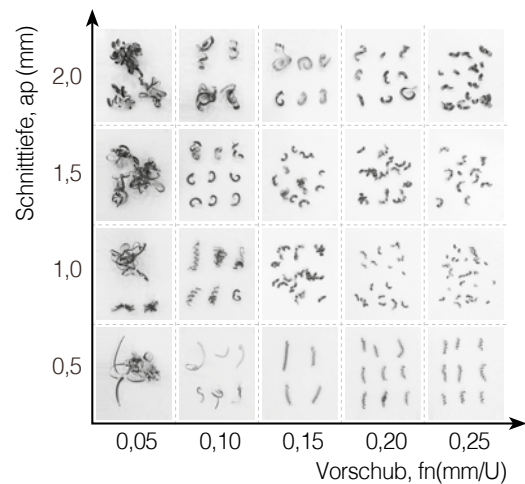 Schnitttiefe, ap (mm)
2,0
1,5
1,0
0,5
0,05 0,10 0,15 0,20 0,25
Vorschub, fn(mm/U)